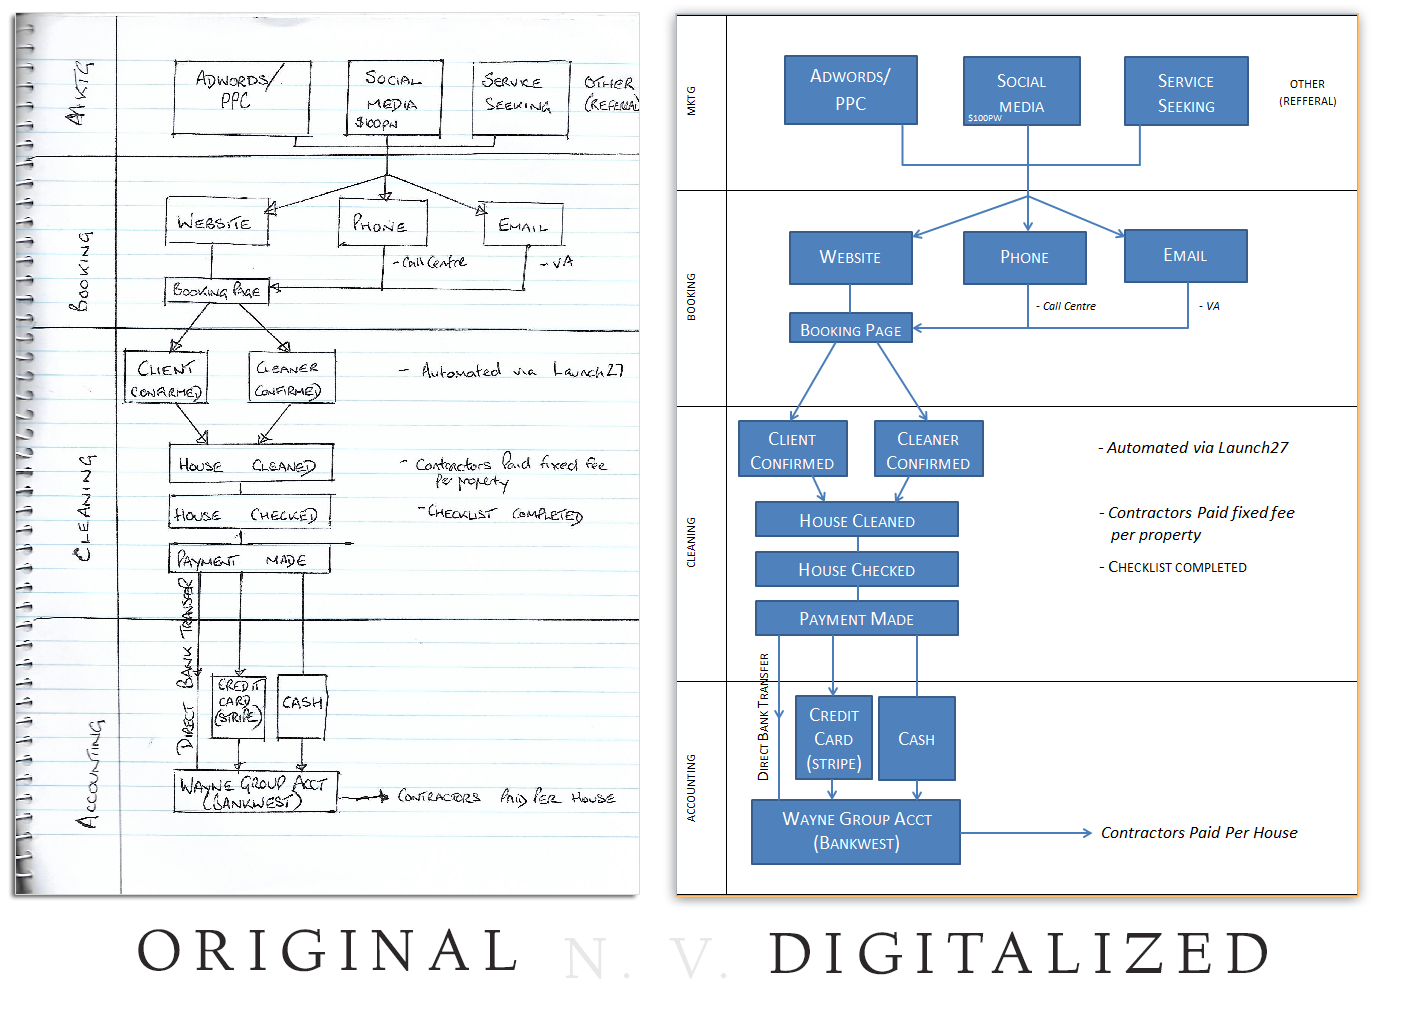 MKTG
ADWORDS/
PPC
SOCIAL
MEDIA
$100PW
SERVICE
SEEKING
OTHER
(REFERRAL)
BOOKING
WEBSITE
PHONE
EMAIL
- Call Centre
- VA
BOOKING PAGE
CLEANING
CLIENT
CONFIRMED
CLEANER
CONFIRMED
- Automated via Launch27
HOUSE CLEANED
- Contractors Paid fixed fee
per property
HOUSE CHECKED
- CHECKLIST COMPLETED
PAYMENT MADE
DIRECT BANK TRANSFER
ACCOUNTING
CREDIT
CARD
(STRIPE)
CASH
WAYNE GROUP ACCT
(BANKWEST)
CONTRACTORS PAID PER HOUSE
MKTG
ADWORDS/
PPC
SOCIAL
MEDIA
$100PW
SERVICE
SEEKING
OTHER
(REFFERAL)
BOOKING
WEBSITE
PHONE
EMAIL
- Call Centre
- VA
BOOKING PAGE
CLEANING
CLIENT
CONFIRMED
CLEANER
CONFIRMED
- Automated via Launch27
HOUSE CLEANED
- Contractors Paid fixed fee
per property
HOUSE CHECKED
- CHECKLIST COMPLETED
PAYMENT MADE
DIRECT BANK TRANSFER
ACCOUNTING
CREDIT
CARD
(STRIPE)
CASH
WAYNE GROUP ACCT
(BANKWEST)
Contractors Paid Per House
ORIGINAL
N. V.
DIGITALIZED